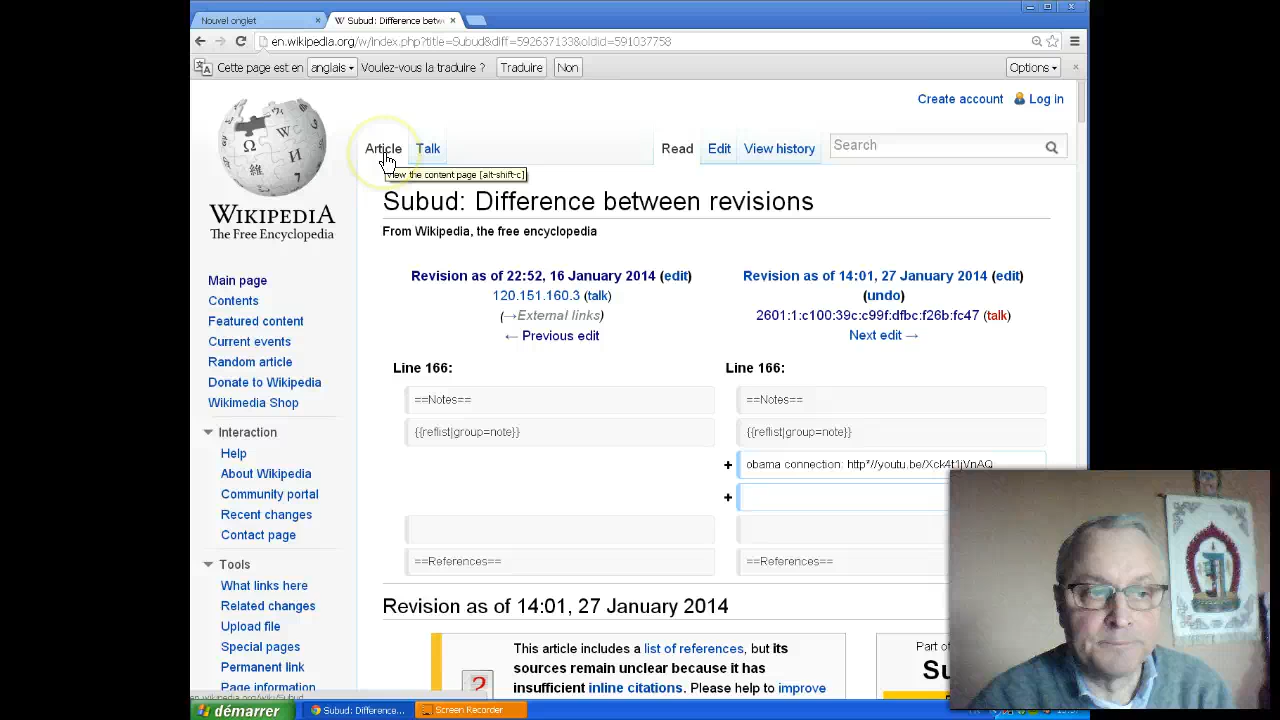 Nouvel onglet
W Subud: Difference betw
en.wikipedia.org/w/index.php?title=Subud&diff=592637133&oldid=591037758
Cette page est en anglais Voulez-vous la traduire ? Traduire Non Options
Create account Log in
Article Talk Read Edit View history Search
View the content page [alt-shift-c]
WIKIPEDIA
The Free Encyclopedia
Subud: Difference between revisions
From Wikipedia, the free encyclopedia
Main page
Contents
Featured content
Current events
Random article
Donate to Wikipedia
Wikimedia Shop
Interaction
Help
About Wikipedia
Community portal
Recent changes
Contact page
Tools
What links here
Related changes
Upload file
Special pages
Permanent link
Page information
en.wikipedia.org/wiki/Subud
Revision as of 22:52, 16 January 2014 (edit)
120.151.160.3 (talk)
(→External links)
← Previous edit
Revision as of 14:01, 27 January 2014 (edit)
(undo)
2601:1:c100:39c:c99f:dfbc:f26b:fc47 (talk)
Next edit →
Line 166: Line 166:
==Notes== ==Notes==
{{reflist|group=note}} {{reflist|group=note}}
+ obama connection: http*//youtu.be/Xck4t1jVnAQ
+
==References== ==References==
Revision as of 14:01, 27 January 2014
?
This article includes a list of references, but its
sources remain unclear because it has
insufficient inline citations. Please help to improve
Part of
Su
démarrer Subud: Difference... Screen Recorder